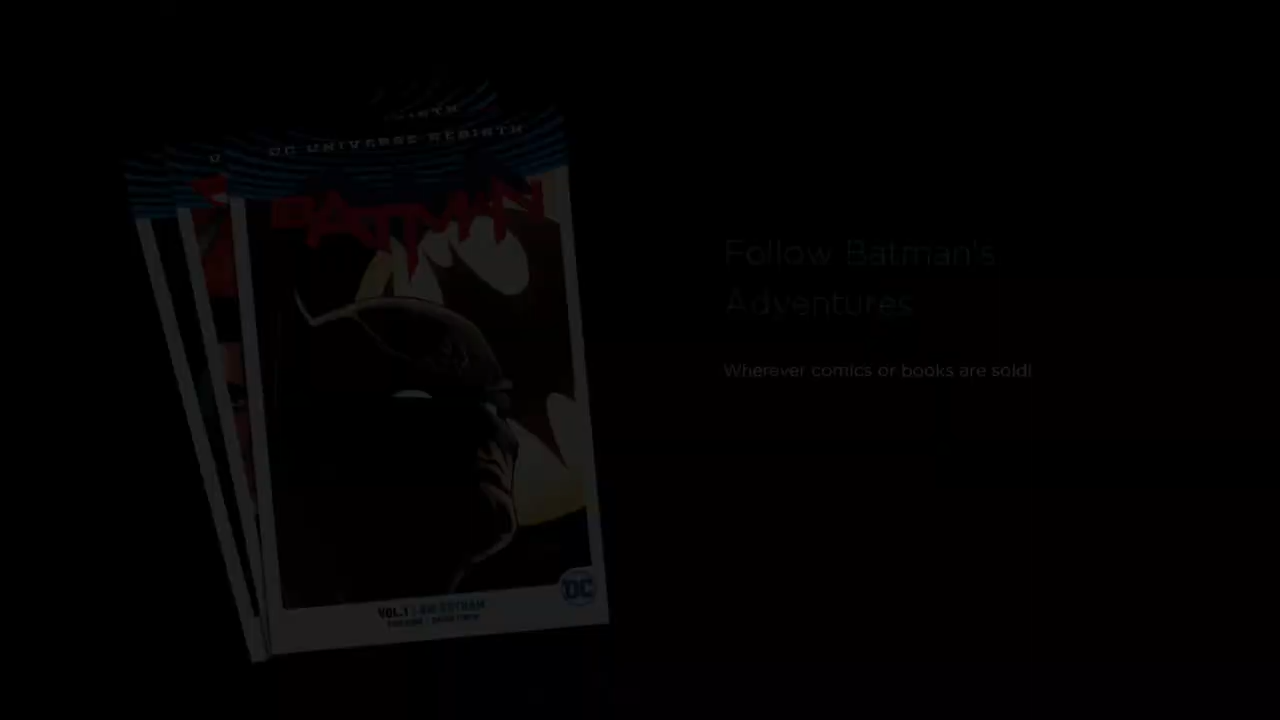 DC UNIVERSE REBIRTH
BATMAN
VOL.1 I AM GOTHAM
DC
Follow Batman's
Adventures
Wherever comics or books are sold!